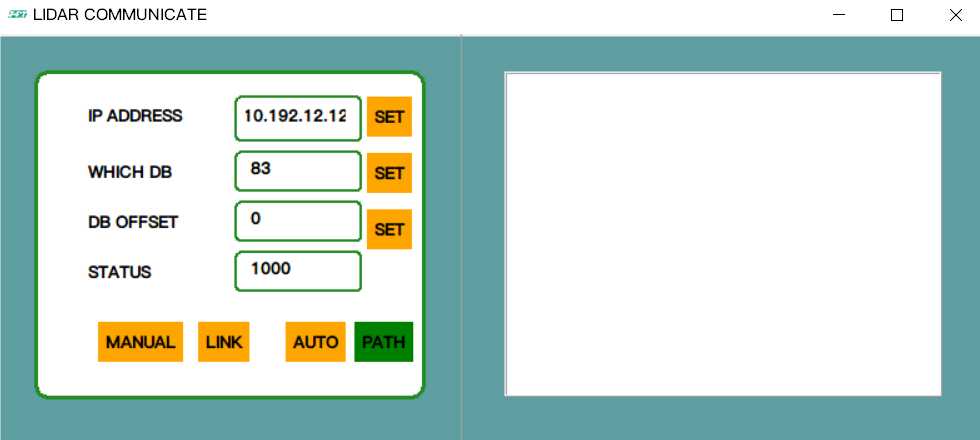 LIDAR COMMUNICATE
IP ADDRESS 10.192.12.12 SET
WHICH DB 83 SET
DB OFFSET 0 SET
STATUS 1000
MANUAL LINK AUTO PATH